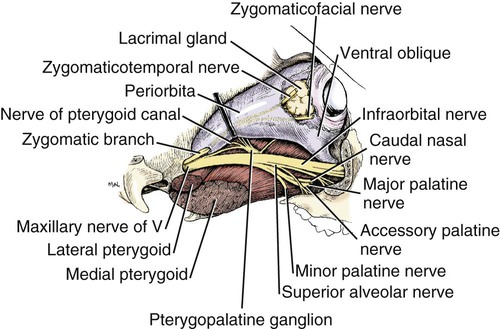 Zygomaticofacial nerve
Lacrimal gland
Ventral oblique
Zygomaticotemporal nerve
Periorbita
Nerve of pterygoid canal
Infraorbital nerve
Zygomatic branch
Caudal nasal
nerve
Major palatine
nerve
Maxillary nerve of V
Accessory palatine
nerve
Lateral pterygoid
Medial pterygoid
Minor palatine nerve
Superior alveolar nerve
Pterygopalatine ganglion